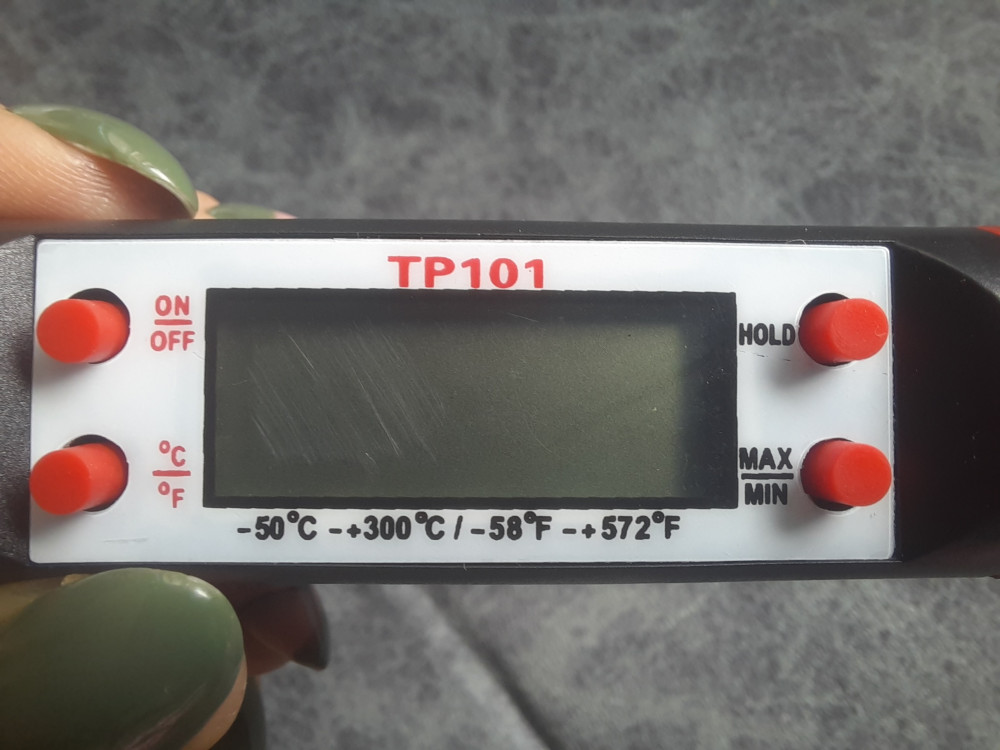 TP101
ON
OFF
HOLD
°C
°F
MAX
MIN
-50°C -+300°C / -58°F -+572°F